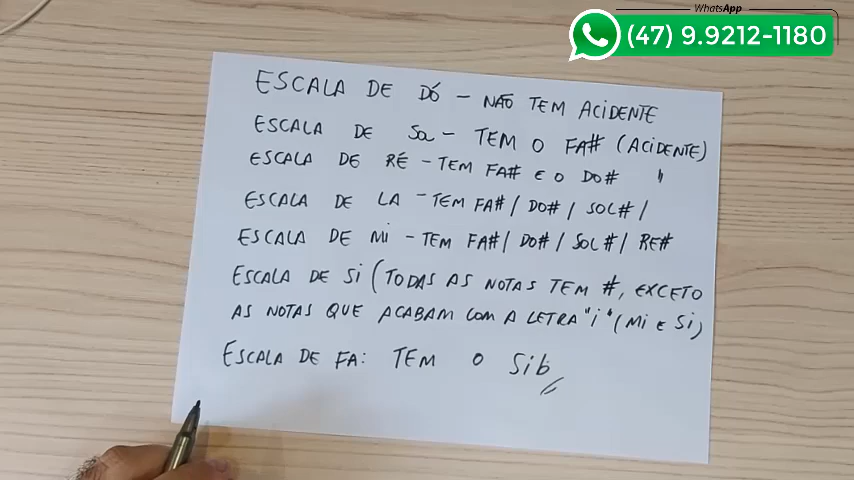 WhatsApp
(47) 9.9212-1180
ESCALA DE DÓ - NÃO TEM ACIDENTE
ESCALA DE Sol - TEM O FA# (ACIDENTE)
ESCALA DE RÉ - TEM FA# E O DO# "
ESCALA DE LA - TEM FA# / DO# / SOL# /
ESCALA DE Mi - TEM FA# / DO# / SOL# / RE#
ESCALA DE Si (TODAS AS NOTAS TEM #, EXCETO
AS NOTAS QUE ACABAM COM A LETRA "i" (Mi E Si)
ESCALA DE FA: TEM O Sib